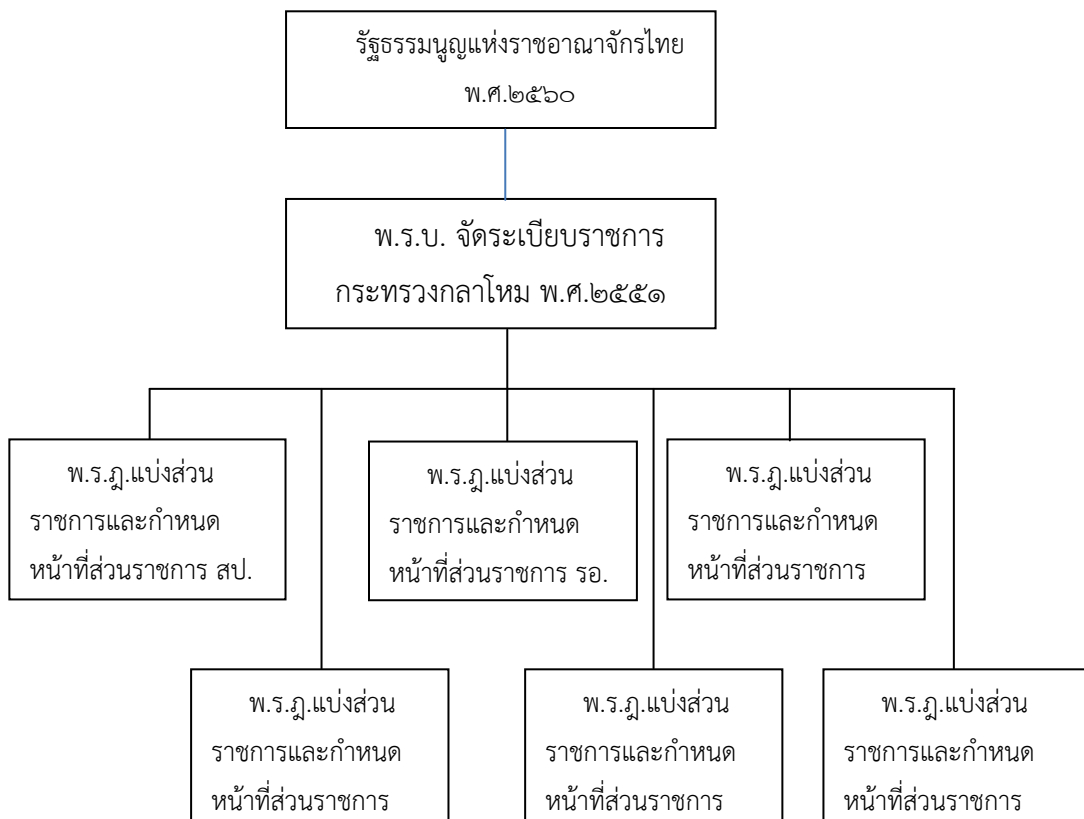 รัฐธรรมนูญแห่งราชอาณาจักรไทย
พ.ศ.๒๕๖๐
พ.ร.บ. จัดระเบียบราชการ
กระทรวงกลาโหม พ.ศ.๒๕๕๑
พ.ร.ฎ.แบ่งส่วน
ราชการและกำหนด
หน้าที่ส่วนราชการ สป.
พ.ร.ฎ.แบ่งส่วน
ราชการและกำหนด
หน้าที่ส่วนราชการ รอ.
พ.ร.ฎ.แบ่งส่วน
ราชการและกำหนด
หน้าที่ส่วนราชการ
พ.ร.ฎ.แบ่งส่วน
ราชการและกำหนด
หน้าที่ส่วนราชการ
พ.ร.ฎ.แบ่งส่วน
ราชการและกำหนด
หน้าที่ส่วนราชการ
พ.ร.ฎ.แบ่งส่วน
ราชการและกำหนด
หน้าที่ส่วนราชการ